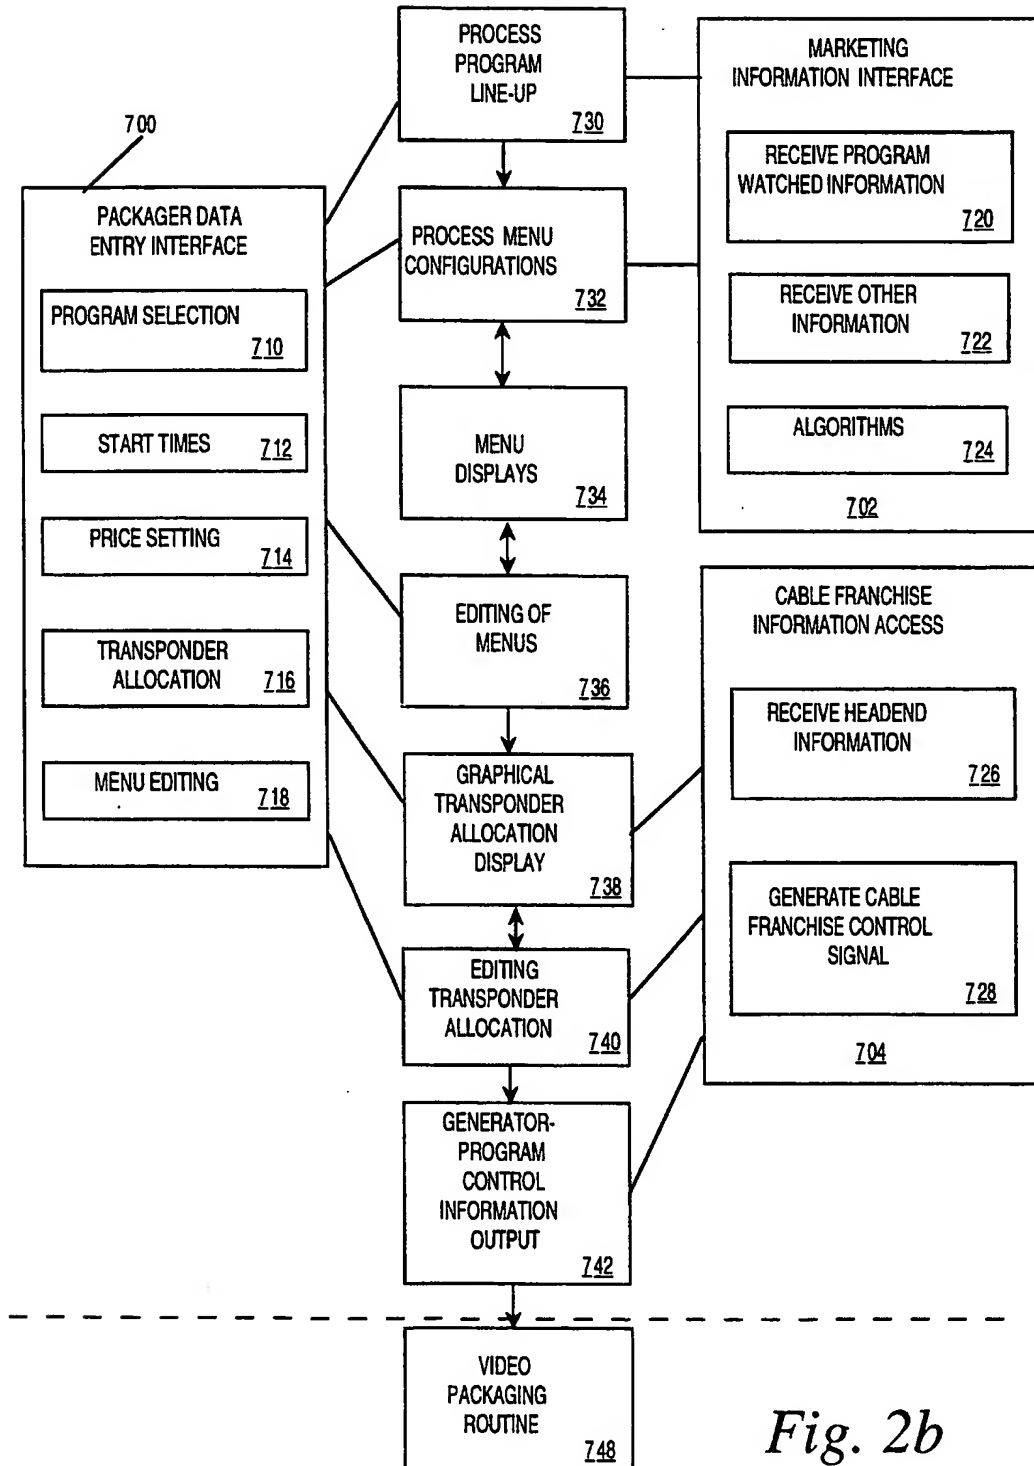 700
PACKAGER DATA
ENTRY INTERFACE
PROGRAM SELECTION
710
START TIMES
712
PRICE SETTING
714
TRANSPONDER
ALLOCATION
716
MENU EDITING
718
PROCESS
PROGRAM
LINE-UP
730
PROCESS MENU
CONFIGURATIONS
732
MENU
DISPLAYS
734
EDITING OF
MENUS
736
GRAPHICAL
TRANSPONDER
ALLOCATION
DISPLAY
738
EDITING
TRANSPONDER
ALLOCATION
740
GENERATOR-
PROGRAM
CONTROL
INFORMATION
OUTPUT
742
VIDEO
PACKAGING
ROUTINE
748
MARKETING
INFORMATION INTERFACE
RECEIVE PROGRAM
WATCHED INFORMATION
720
RECEIVE OTHER
INFORMATION
722
ALGORITHMS
724
702
CABLE FRANCHISE
INFORMATION ACCESS
RECEIVE HEADEND
INFORMATION
726
GENERATE CABLE
FRANCHISE CONTROL
SIGNAL
728
704
Fig. 2b